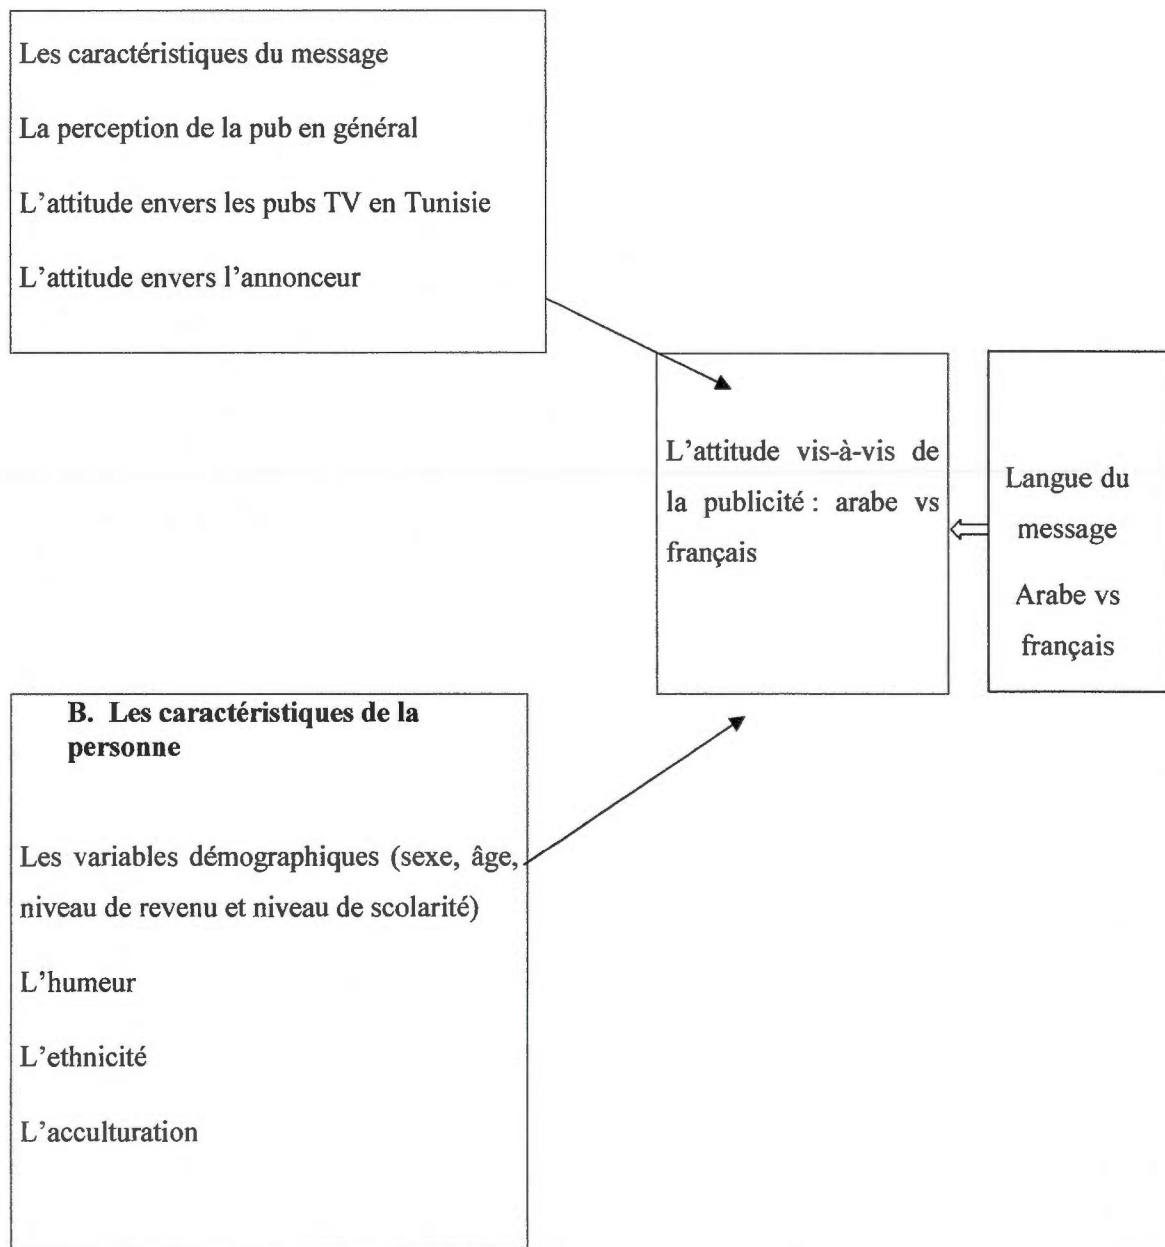 Les caractéristiques du message
La perception de la pub en général
L’attitude envers les pubs TV en Tunisie
L’attitude envers l’annonceur
L’attitude vis-à-vis de
la publicité : arabe vs
français
Langue du
message
Arabe vs
français
B. Les caractéristiques de la
personne
Les variables démographiques (sexe, âge,
niveau de revenu et niveau de scolarité)
L’humeur
L’ethnicité
L’acculturation